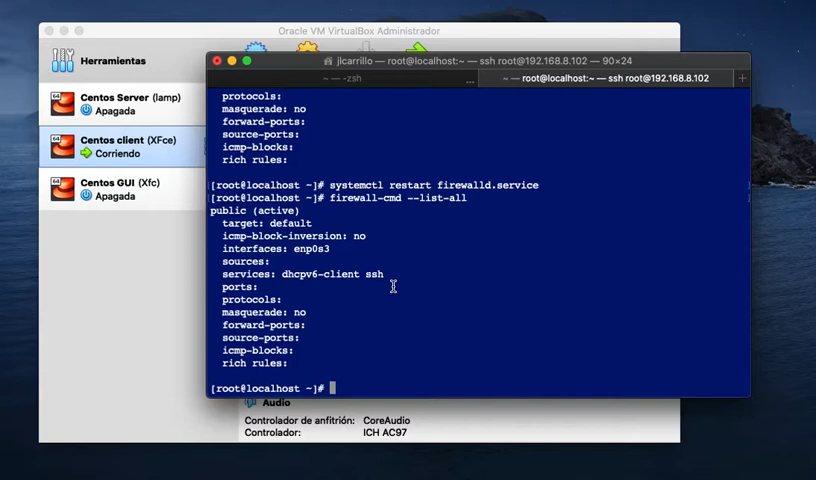 Oracle VM VirtualBox Administrador
Herramientas
Centos Server (lamp)
Apagada
Centos client (XFce)
Corriendo
Centos GUI (Xfc)
Apagada
jlcarrillo — root@localhost:~ — ssh root@192.168.8.102 — 90×24
~ — -zsh
...
~ — root@localhost:~ — ssh root@192.168.8.102
+
protocols:
masquerade: no
forward-ports:
source-ports:
icmp-blocks:
rich rules:
[root@localhost ~]# systemctl restart firewalld.service
[root@localhost ~]# firewall-cmd --list-all
public (active)
target: default
icmp-block-inversion: no
interfaces: enp0s3
sources:
services: dhcpv6-client ssh
ports:
protocols:
masquerade: no
forward-ports:
source-ports:
icmp-blocks:
rich rules:
[root@localhost ~]#
Audio
Controlador de anfitrión: CoreAudio
Controlador: ICH AC97